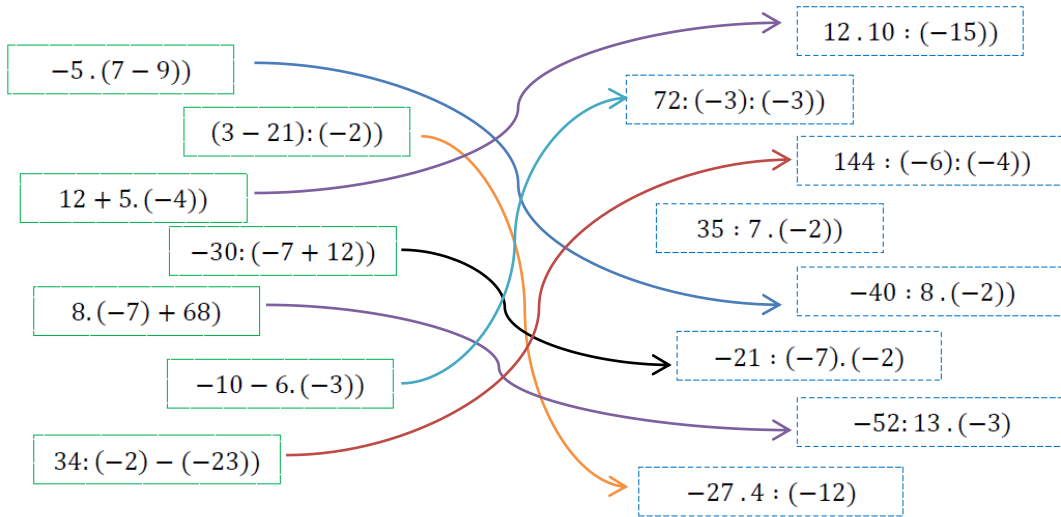 −5 . (7 − 9))
(3 − 21): (−2))
12 + 5. (−4))
−30: (−7 + 12))
8. (−7) + 68)
−10 − 6. (−3))
34: (−2) − (−23))
12 . 10 : (−15))
72: (−3): (−3))
144 : (−6): (−4))
35 : 7 . (−2))
−40 : 8 . (−2))
−21 : (−7). (−2)
−52: 13 . (−3)
−27 . 4 : (−12)